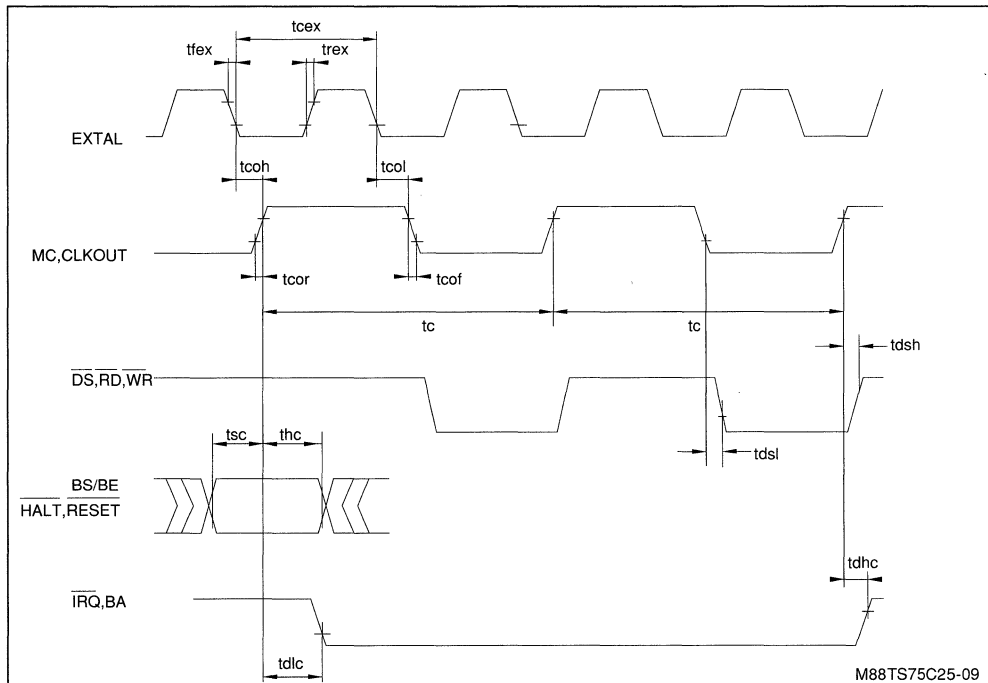 tcex
tfex
trex
EXTAL
tcoh
tcol
MC,CLKOUT
tcor
tcof
tc
tc
tdsh
DS,RD,WR
tsc
thc
tdsl
BS/BE
HALT,RESET
tdhc
IRQ,BA
tdlc
M88TS75C25-09